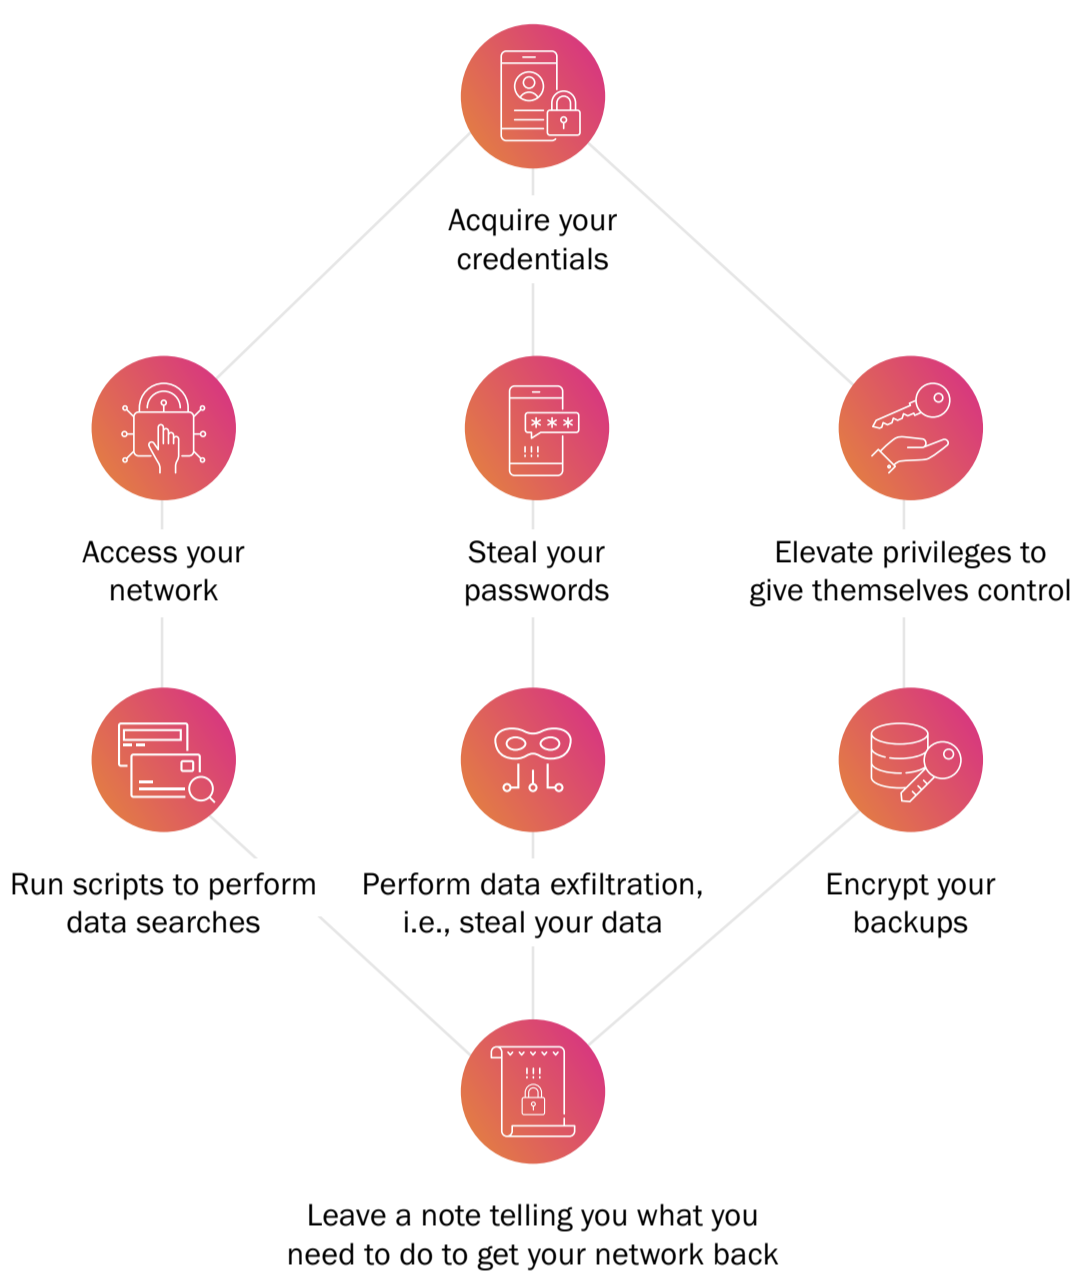 Acquire your
credentials
Access your
network
Steal your
passwords
Elevate privileges to
give themselves control
Run scripts to perform
data searches
Perform data exfiltration,
i.e., steal your data
Encrypt your
backups
Leave a note telling you what you
need to do to get your network back